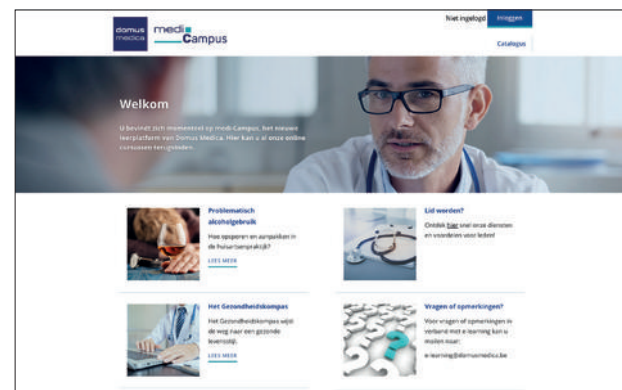 domus
medica
medi
Campus
Niet ingelogd
Inloggen
Catalogus
Welkom
U bevindt zich momenteel op medi-Campus, het nieuwe
leerplatform van Domus Medica. Hier kan u al onze online
cursussen terugvinden.
Problematisch
alcoholgebruik
Hoe opsporen en aanpakken in
de huisartsenpraktijk?
LEES MEER
Lid worden?
Ontdek hier snel onze diensten
en voordelen voor leden!
Het Gezondheidskompas
Het Gezondheidskompas wijst
de weg naar een gezonde
levensstijl.
LEES MEER
Vragen of opmerkingen?
Voor vragen of opmerkingen in
verband met e-learning kan u
mailen naar:
e-learning@domusmedica.be